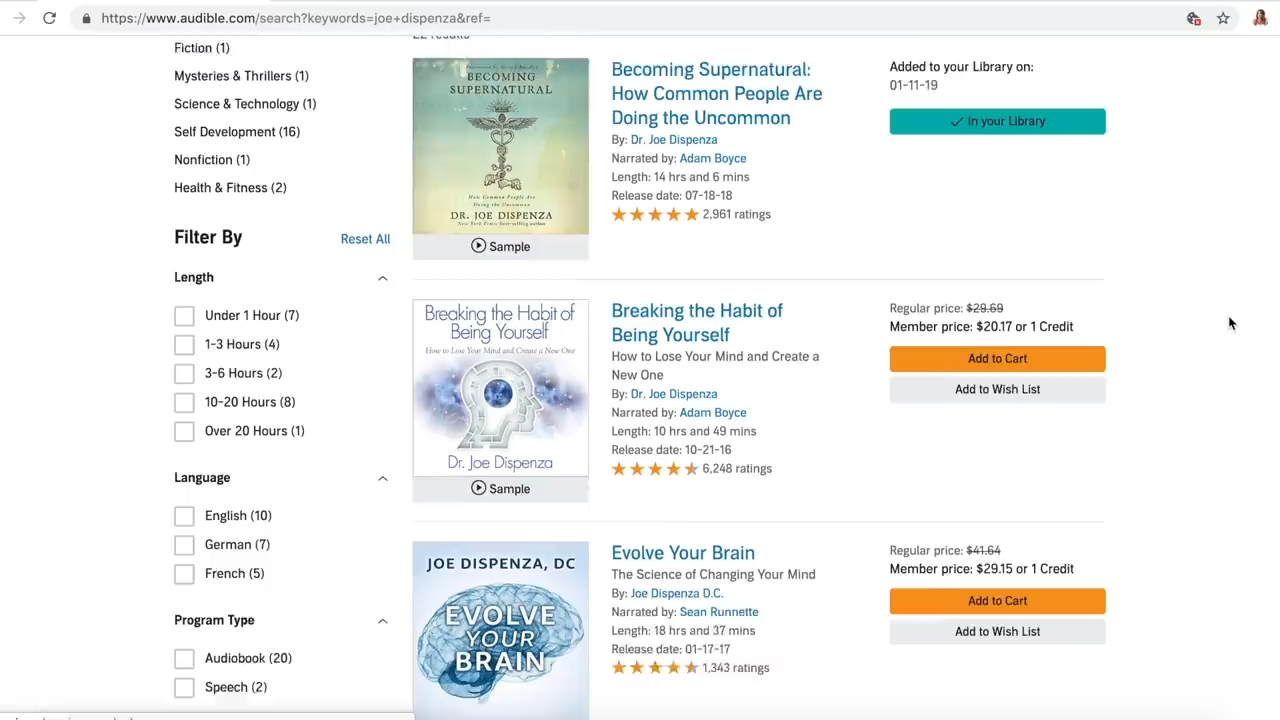 https://www.audible.com/search?keywords=joe+dispenza&ref=
22 results
Fiction (1)
Mysteries & Thrillers (1)
Science & Technology (1)
Self Development (16)
Nonfiction (1)
Health & Fitness (2)
Filter By
Reset All
Length
Under 1 Hour (7)
1-3 Hours (4)
3-6 Hours (2)
10-20 Hours (8)
Over 20 Hours (1)
Language
English (10)
German (7)
French (5)
Program Type
Audiobook (20)
Speech (2)
BECOMING
SUPERNATURAL
How Common People Are
Doing the Uncommon
DR. JOE DISPENZA
New York Times best-selling author
Sample
Becoming Supernatural:
How Common People Are
Doing the Uncommon
By: Dr. Joe Dispenza
Narrated by: Adam Boyce
Length: 14 hrs and 6 mins
Release date: 07-18-18
2,961 ratings
Added to your Library on:
01-11-19
In your Library
Breaking the Habit of
Being Yourself
How to Lose Your Mind and Create a New One
Dr. Joe Dispenza
Sample
Breaking the Habit of
Being Yourself
How to Lose Your Mind and Create a
New One
By: Dr. Joe Dispenza
Narrated by: Adam Boyce
Length: 10 hrs and 49 mins
Release date: 10-21-16
6,248 ratings
Regular price: $29.69
Member price: $20.17 or 1 Credit
Add to Cart
Add to Wish List
JOE DISPENZA, DC
EVOLVE
YOUR
BRAIN
Evolve Your Brain
The Science of Changing Your Mind
By: Joe Dispenza D.C.
Narrated by: Sean Runnette
Length: 18 hrs and 37 mins
Release date: 01-17-17
1,343 ratings
Regular price: $41.64
Member price: $29.15 or 1 Credit
Add to Cart
Add to Wish List